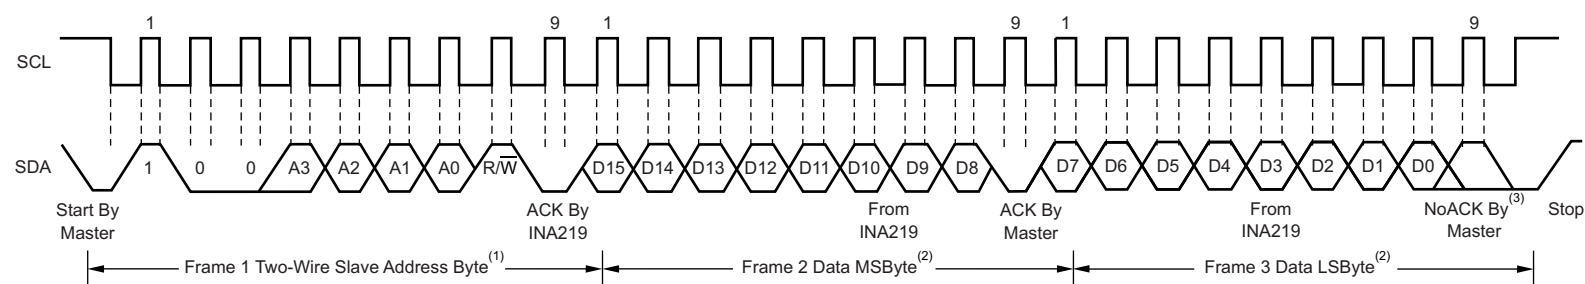 1 9 1 9 1 9
SCL
SDA 1 0 0 A3 A2 A1 A0 R/W̅ D15 D14 D13 D12 D11 D10 D9 D8 D7 D6 D5 D4 D3 D2 D1 D0
Start By
Master
ACK By
INA219
From
INA219
ACK By
Master
From
INA219
NoACK By(3)
Master
Stop
Frame 1 Two-Wire Slave Address Byte(1)
Frame 2 Data MSByte(2)
Frame 3 Data LSByte(2)